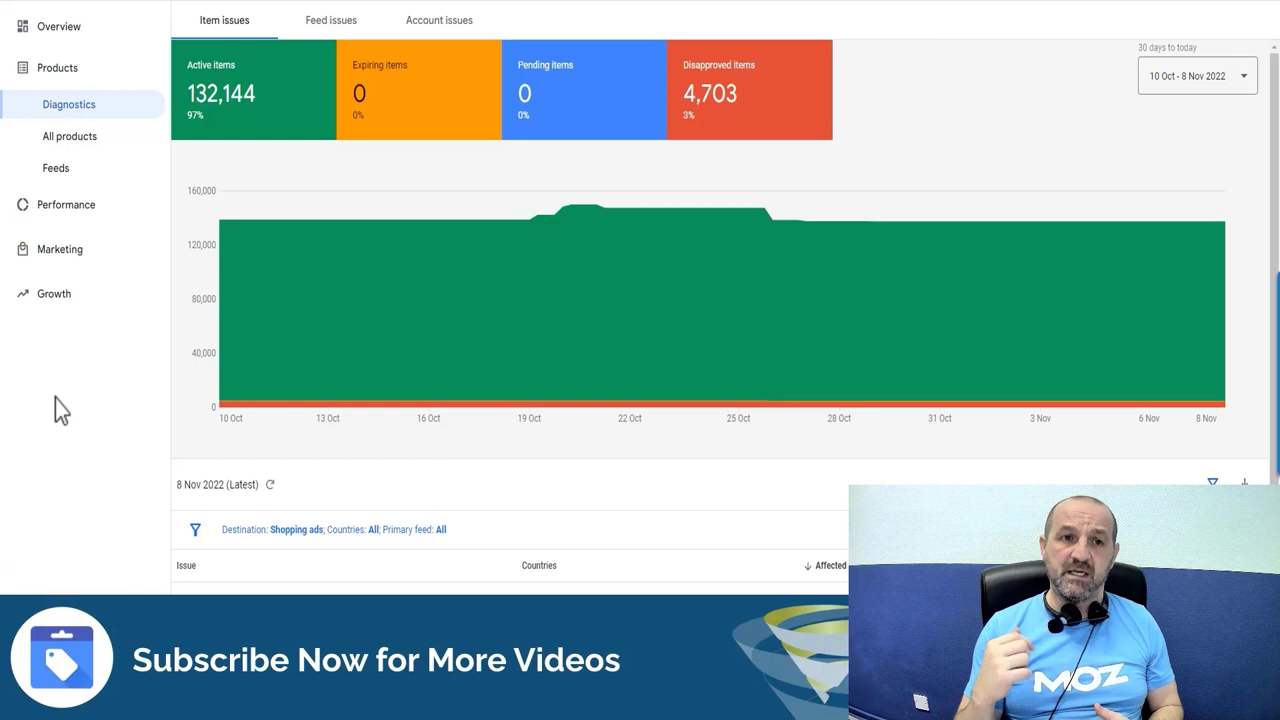 Overview
Products
Diagnostics
All products
Feeds
Performance
Marketing
Growth
Item issues
Feed issues
Account issues
Active items
132,144
97%
Expiring items
0
0%
Pending items
0
0%
Disapproved items
4,703
3%
30 days to today
10 Oct - 8 Nov 2022
160,000
120,000
80,000
40,000
0
10 Oct
13 Oct
16 Oct
19 Oct
22 Oct
25 Oct
28 Oct
31 Oct
3 Nov
6 Nov
8 Nov
8 Nov 2022 (Latest)
Destination: Shopping ads; Countries: All; Primary feed: All
Issue
Countries
Affected
Subscribe Now for More Videos
MOZ